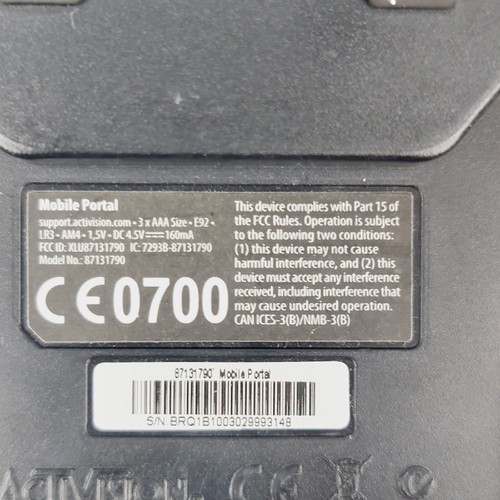 Mobile Portal
support.activision.com • 3 x AAA Size • E92 •
LR3 • AM4 • 1,5V • DC 4.5V⎓160mA
FCC ID: XLU87131790 IC: 7293B-87131790
Model No.: 87131790
CE0700
This device complies with Part 15 of
the FCC Rules. Operation is subject
to the following two conditions:
(1) this device may not cause
harmful interference, and (2) this
device must accept any interference
received, including interference that
may cause undesired operation.
CAN ICES-3(B)/NMB-3(B)
87131790 Mobile Portal
S/N BRQ1B1003029993148
ACTIVISION. CE